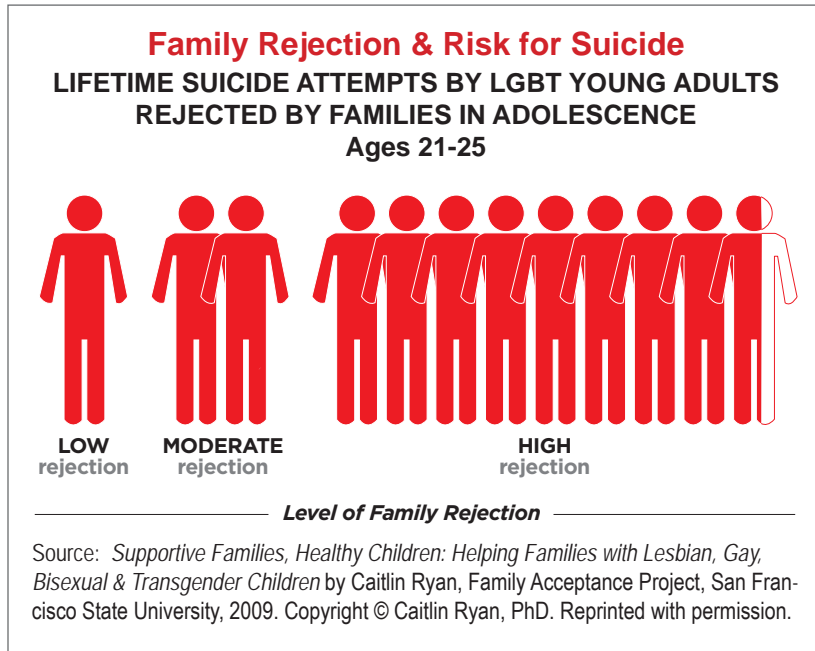 Family Rejection & Risk for Suicide
LIFETIME SUICIDE ATTEMPTS BY LGBT YOUNG ADULTS
REJECTED BY FAMILIES IN ADOLESCENCE
Ages 21-25
LOW
rejection
MODERATE
rejection
HIGH
rejection
Level of Family Rejection
Source: Supportive Families, Healthy Children: Helping Families with Lesbian, Gay,
Bisexual & Transgender Children by Caitlin Ryan, Family Acceptance Project, San Fran-
cisco State University, 2009. Copyright © Caitlin Ryan, PhD. Reprinted with permission.